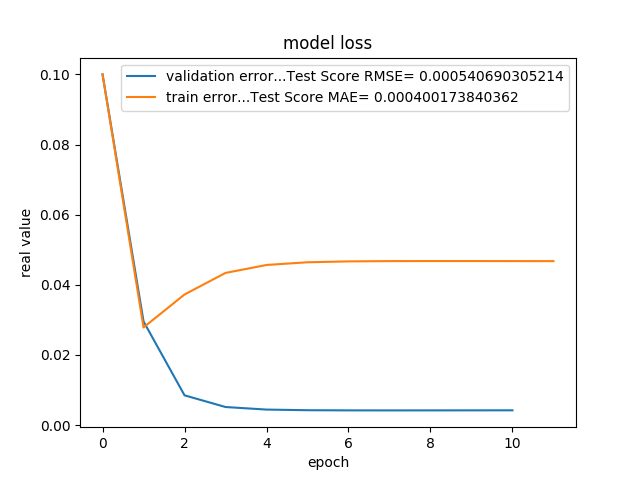 model loss
validation error...Test Score RMSE= 0.000540690305214
train error...Test Score MAE= 0.000400173840362
real value
0.10
0.08
0.06
0.04
0.02
0.00
0 2 4 6 8 10
epoch